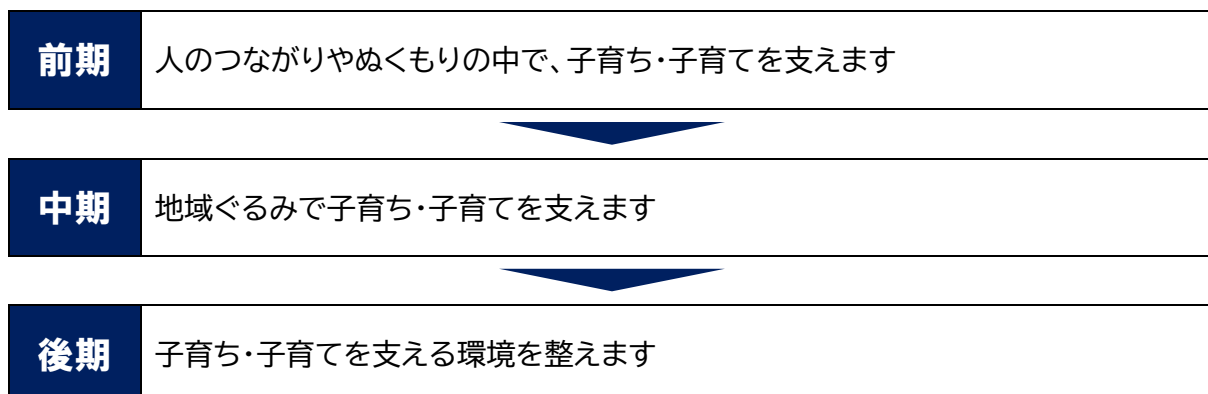 前期 人のつながりやぬくもりの中で、子育ち・子育てを支えます
中期 地域ぐるみで子育ち・子育てを支えます
後期 子育ち・子育てを支える環境を整えます